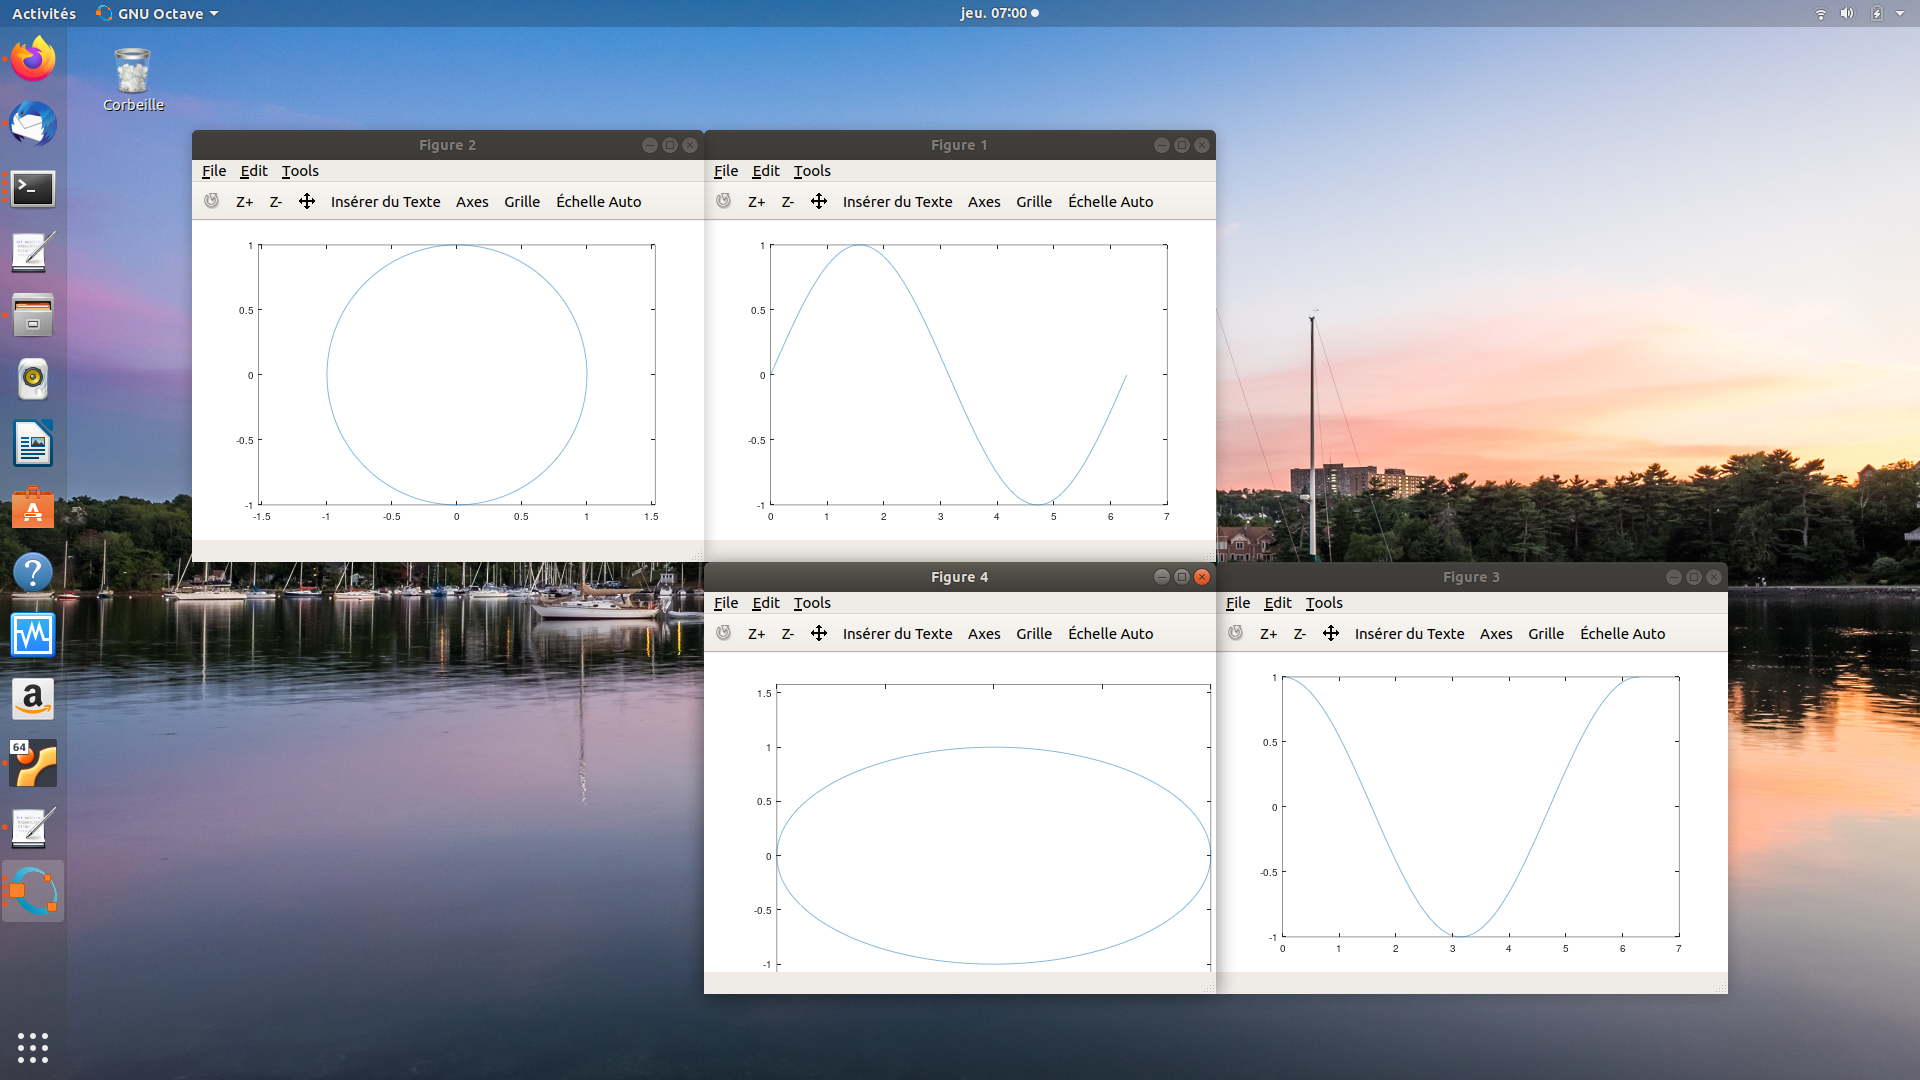 Activités GNU Octave jeu. 07:00
Corbeille
Figure 2
File Edit Tools
Z+ Z- Insérer du Texte Axes Grille Échelle Auto
1
0.5
0
-0.5
-1
-1.5 -1 -0.5 0 0.5 1 1.5
Figure 1
File Edit Tools
Z+ Z- Insérer du Texte Axes Grille Échelle Auto
1
0.5
0
-0.5
-1
0 1 2 3 4 5 6 7
Figure 4
File Edit Tools
Z+ Z- Insérer du Texte Axes Grille Échelle Auto
1.5
1
0.5
0
-0.5
-1
Figure 3
File Edit Tools
Z+ Z- Insérer du Texte Axes Grille Échelle Auto
1
0.5
0
-0.5
-1
0 1 2 3 4 5 6 7
64